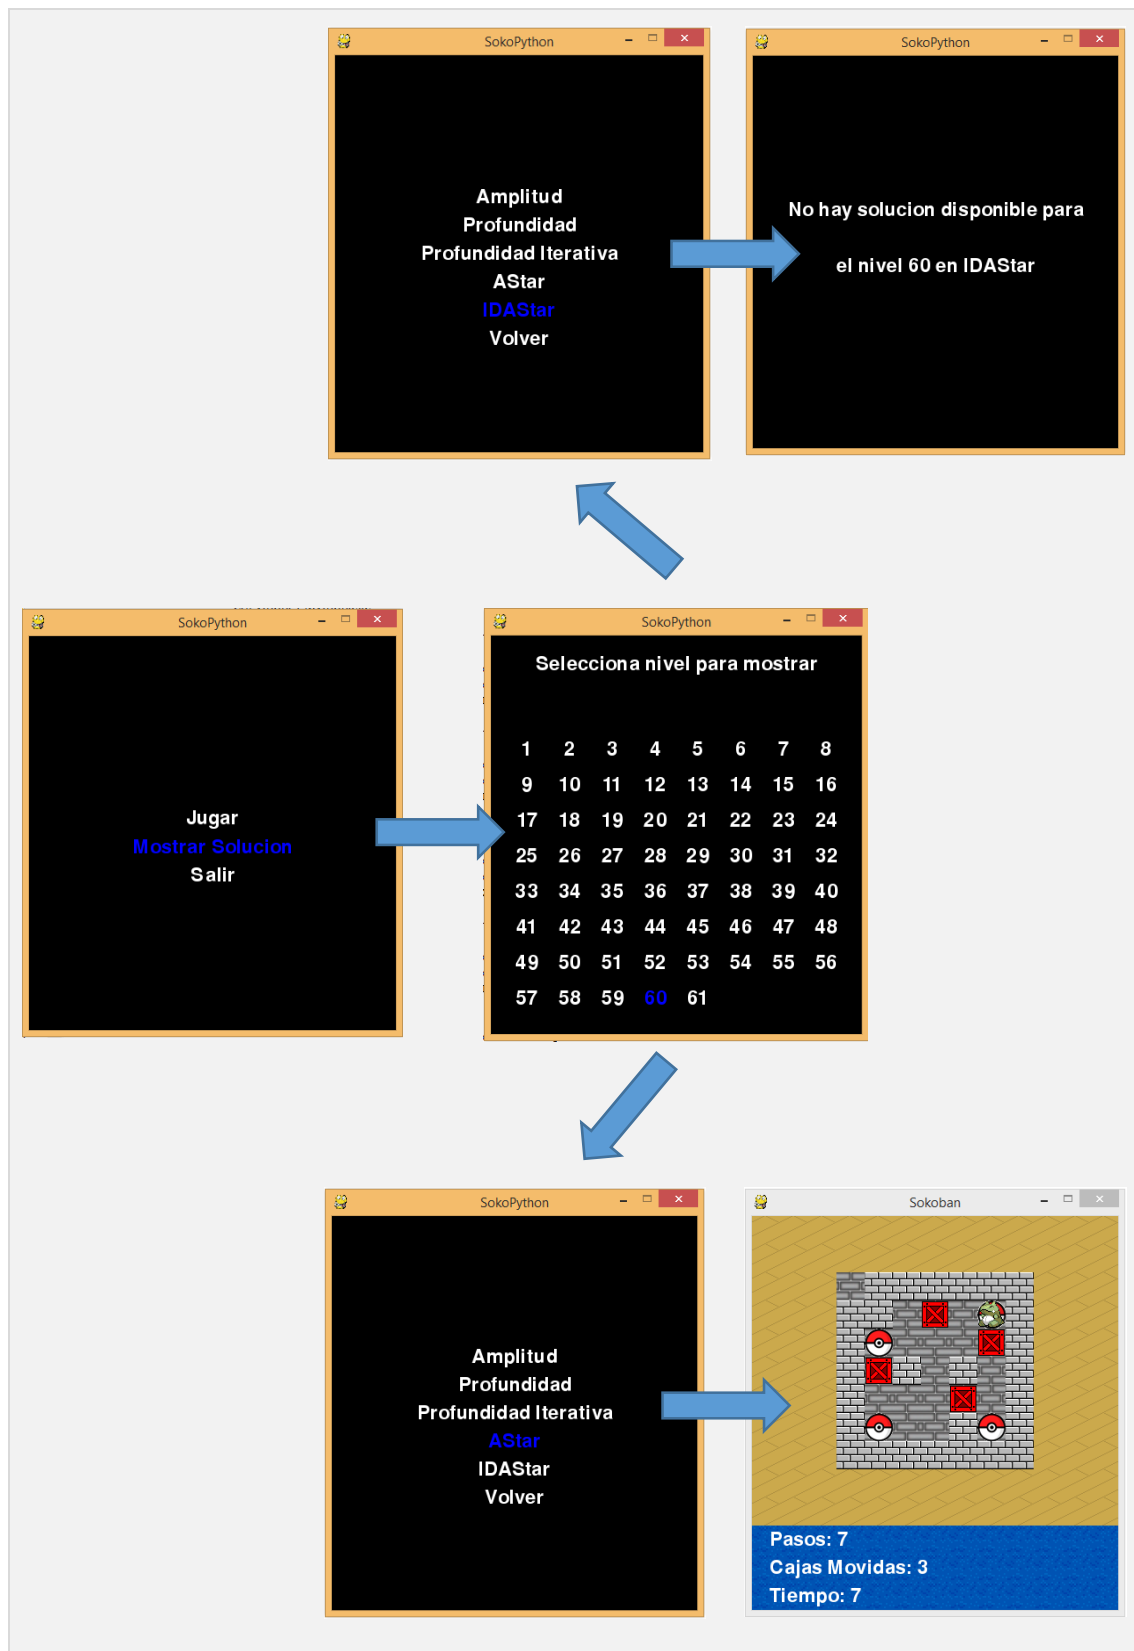 SokoPython
Amplitud
Profundidad
Profundidad Iterativa
AStar
IDAStar
Volver
SokoPython
No hay solucion disponible para
el nivel 60 en IDAStar
SokoPython
Jugar
Mostrar Solucion
Salir
SokoPython
Selecciona nivel para mostrar
1 2 3 4 5 6 7 8
9 10 11 12 13 14 15 16
17 18 19 20 21 22 23 24
25 26 27 28 29 30 31 32
33 34 35 36 37 38 39 40
41 42 43 44 45 46 47 48
49 50 51 52 53 54 55 56
57 58 59 60 61
SokoPython
Amplitud
Profundidad
Profundidad Iterativa
AStar
IDAStar
Volver
Sokoban
Pasos: 7
Cajas Movidas: 3
Tiempo: 7